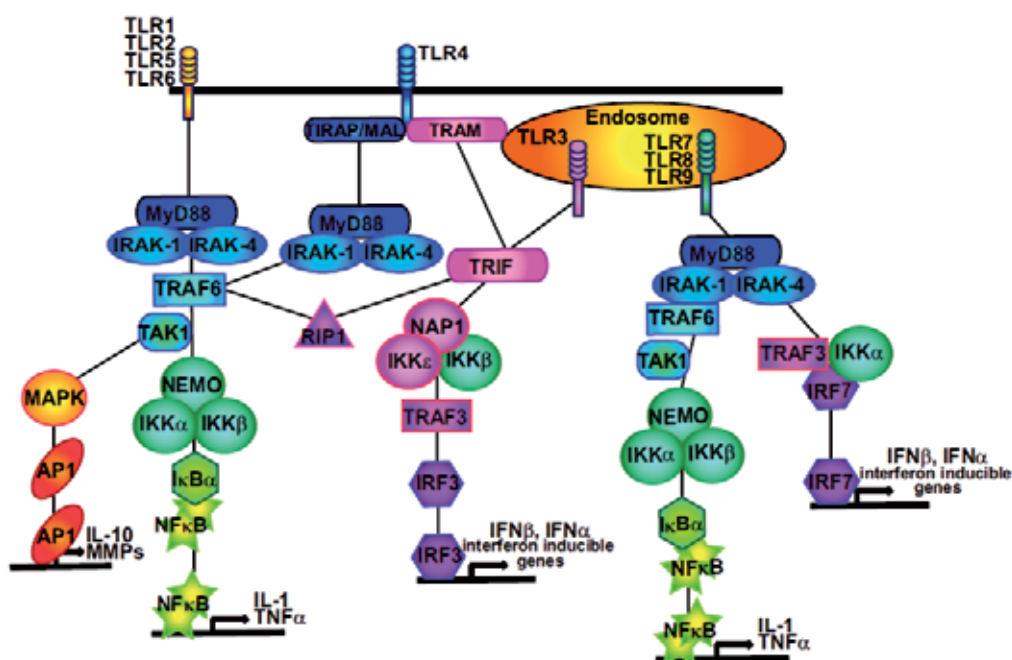 TLR1
TLR2
TLR5
TLR6
TLR4
TIRAP/MAL
TRAM
Endosome
TLR3
TLR7
TLR8
TLR9
MyD88
IRAK-1
IRAK-4
MyD88
IRAK-1
IRAK-4
MyD88
IRAK-1
IRAK-4
TRAF6
TRIF
RIP1
TAK1
MAPK
AP1
AP1
IL-10
MMPs
NEMO
IKKα
IKKβ
IκBα
NFκB
NFκB
IL-1
TNFα
NAP1
IKKε
IKKβ
TRAF3
IRF3
IRF3
IFNβ, IFNα
interferon inducible
genes
TRAF6
TAK1
NEMO
IKKα
IKKβ
IκBα
NFκB
NFκB
IL-1
TNFα
TRAF3
IKKα
IRF7
IRF7
IFNβ, IFNα
interferon inducible
genes